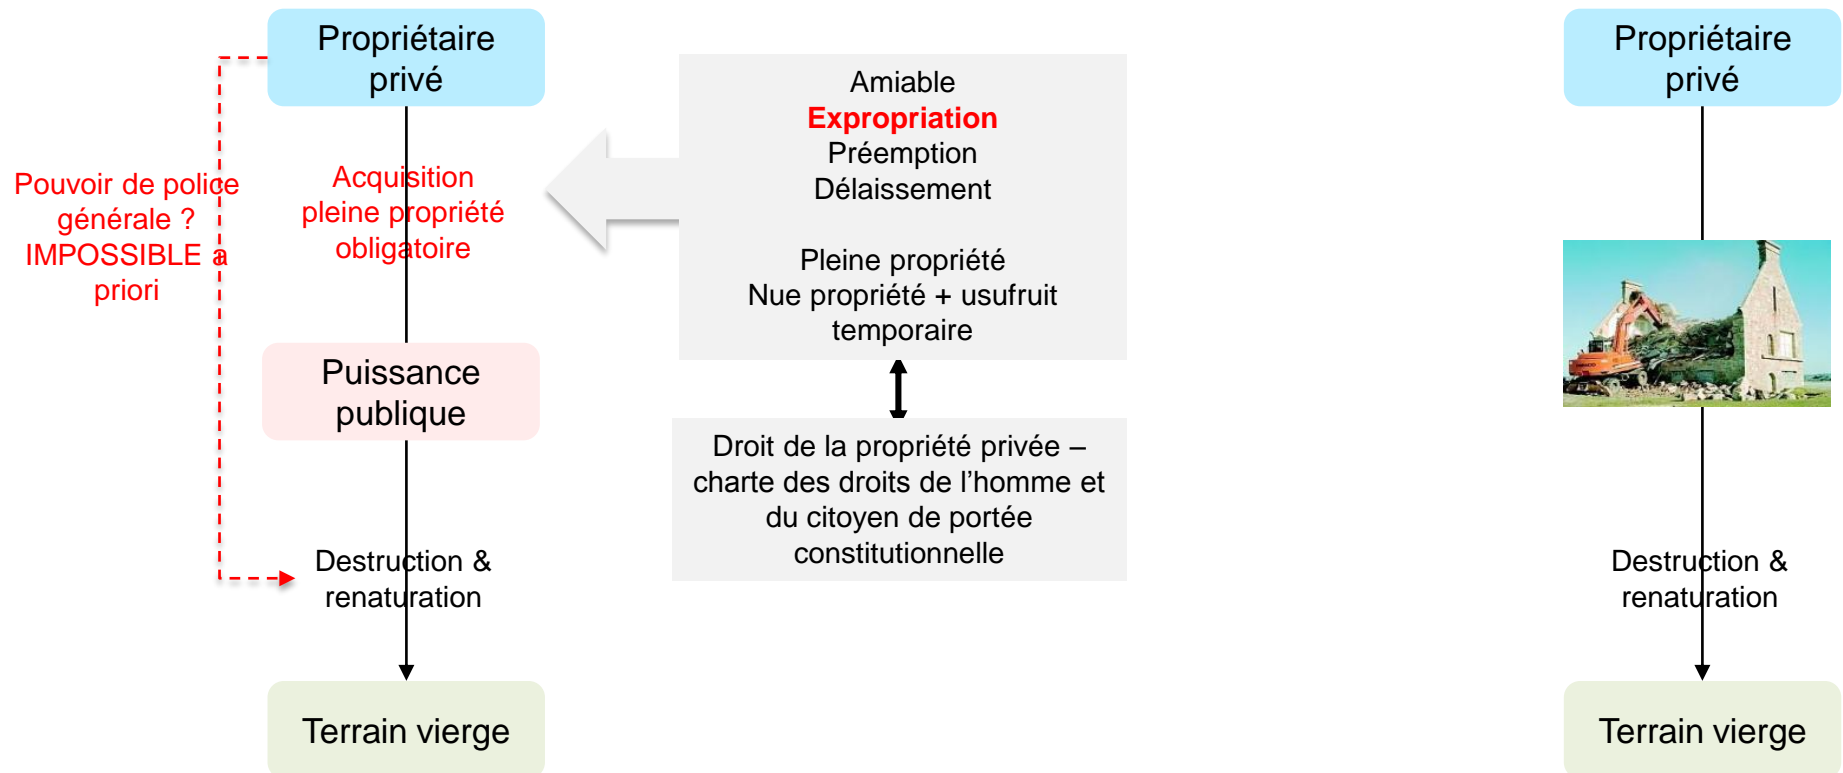 Propriétaire
privé
Pouvoir de police
générale ?
IMPOSSIBLE a
priori
Acquisition
pleine propriété
obligatoire
Puissance
publique
Destruction &
renaturation
Terrain vierge
Amiable
Expropriation
Préemption
Délaissement
Pleine propriété
Nue propriété + usufruit
temporaire
Droit de la propriété privée –
charte des droits de l’homme et
du citoyen de portée
constitutionnelle
Propriétaire
privé
Destruction &
renaturation
Terrain vierge